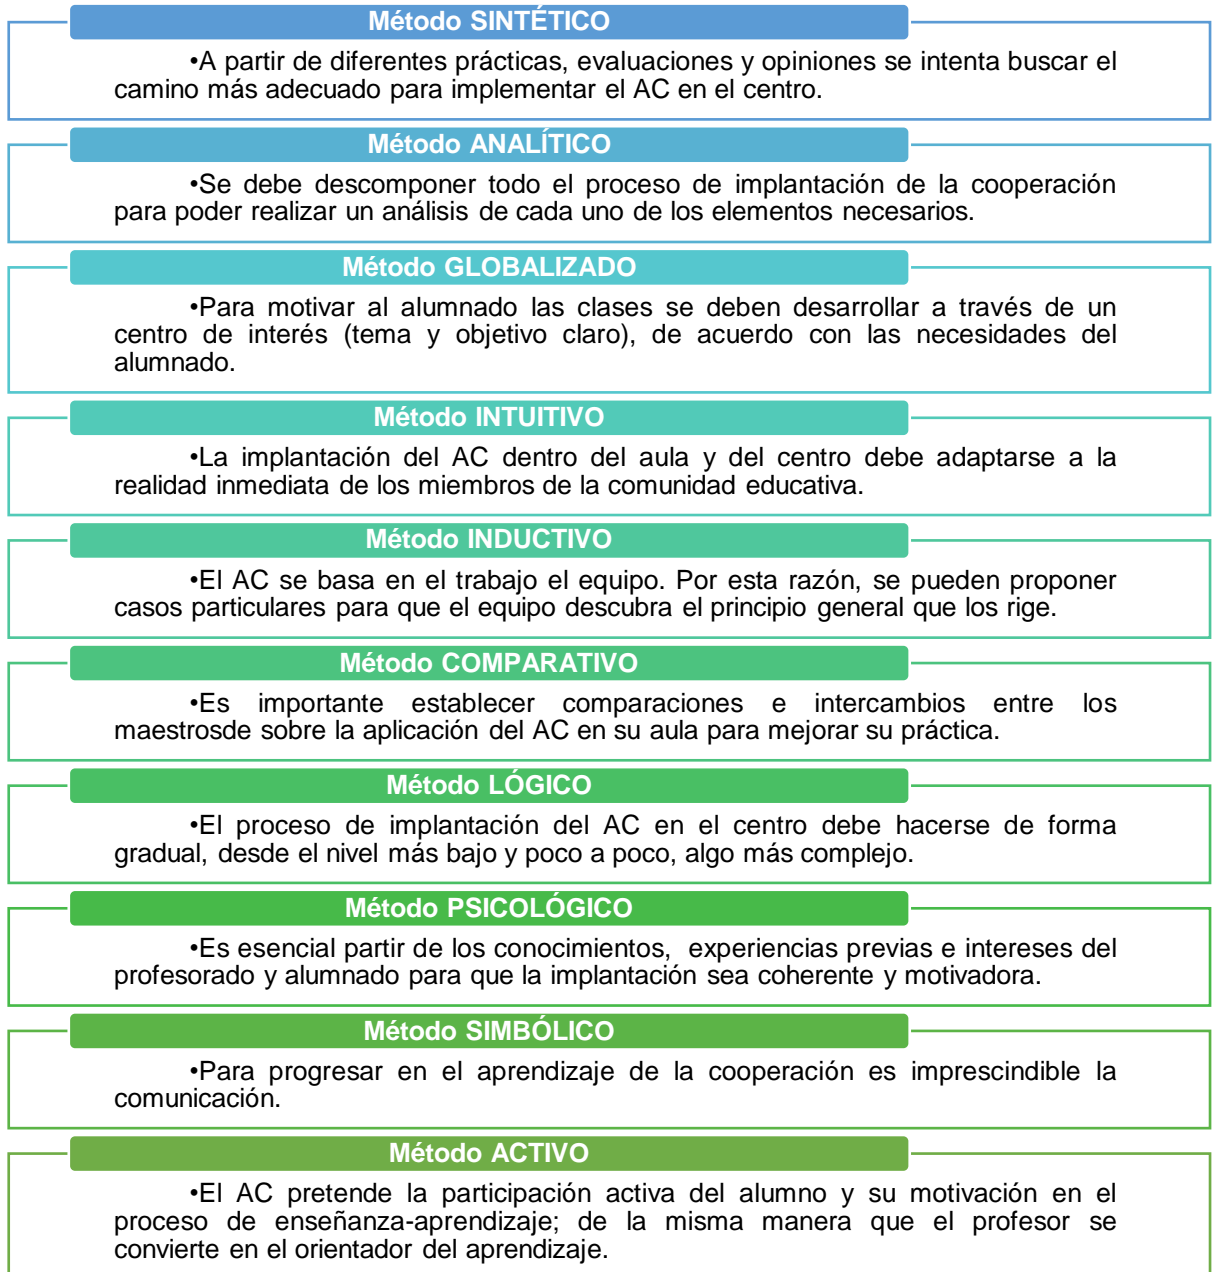 Método SINTÉTICO
•A partir de diferentes prácticas, evaluaciones y opiniones se intenta buscar el
camino más adecuado para implementar el AC en el centro.
Método ANALÍTICO
•Se debe descomponer todo el proceso de implantación de la cooperación
para poder realizar un análisis de cada uno de los elementos necesarios.
Método GLOBALIZADO
•Para motivar al alumnado las clases se deben desarrollar a través de un
centro de interés (tema y objetivo claro), de acuerdo con las necesidades del
alumnado.
Método INTUITIVO
•La implantación del AC dentro del aula y del centro debe adaptarse a la
realidad inmediata de los miembros de la comunidad educativa.
Método INDUCTIVO
•El AC se basa en el trabajo el equipo. Por esta razón, se pueden proponer
casos particulares para que el equipo descubra el principio general que los rige.
Método COMPARATIVO
•Es importante establecer comparaciones e intercambios entre los
maestrosde sobre la aplicación del AC en su aula para mejorar su práctica.
Método LÓGICO
•El proceso de implantación del AC en el centro debe hacerse de forma
gradual, desde el nivel más bajo y poco a poco, algo más complejo.
Método PSICOLÓGICO
•Es esencial partir de los conocimientos, experiencias previas e intereses del
profesorado y alumnado para que la implantación sea coherente y motivadora.
Método SIMBÓLICO
•Para progresar en el aprendizaje de la cooperación es imprescindible la
comunicación.
Método ACTIVO
•El AC pretende la participación activa del alumno y su motivación en el
proceso de enseñanza-aprendizaje; de la misma manera que el profesor se
convierte en el orientador del aprendizaje.